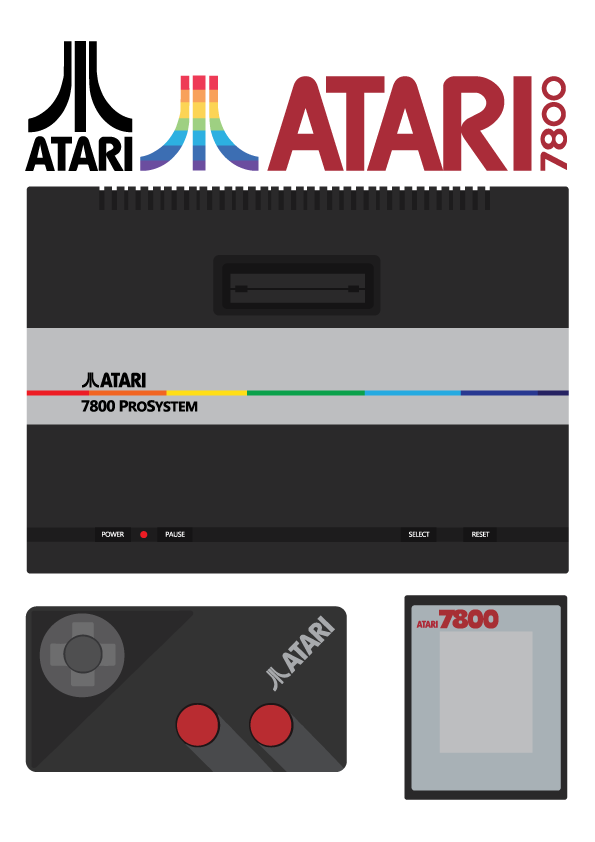 ATARI
ATARI 7800
ATARI
7800 PROSYSTEM
POWER PAUSE SELECT RESET
ATARI
ATARI 7800